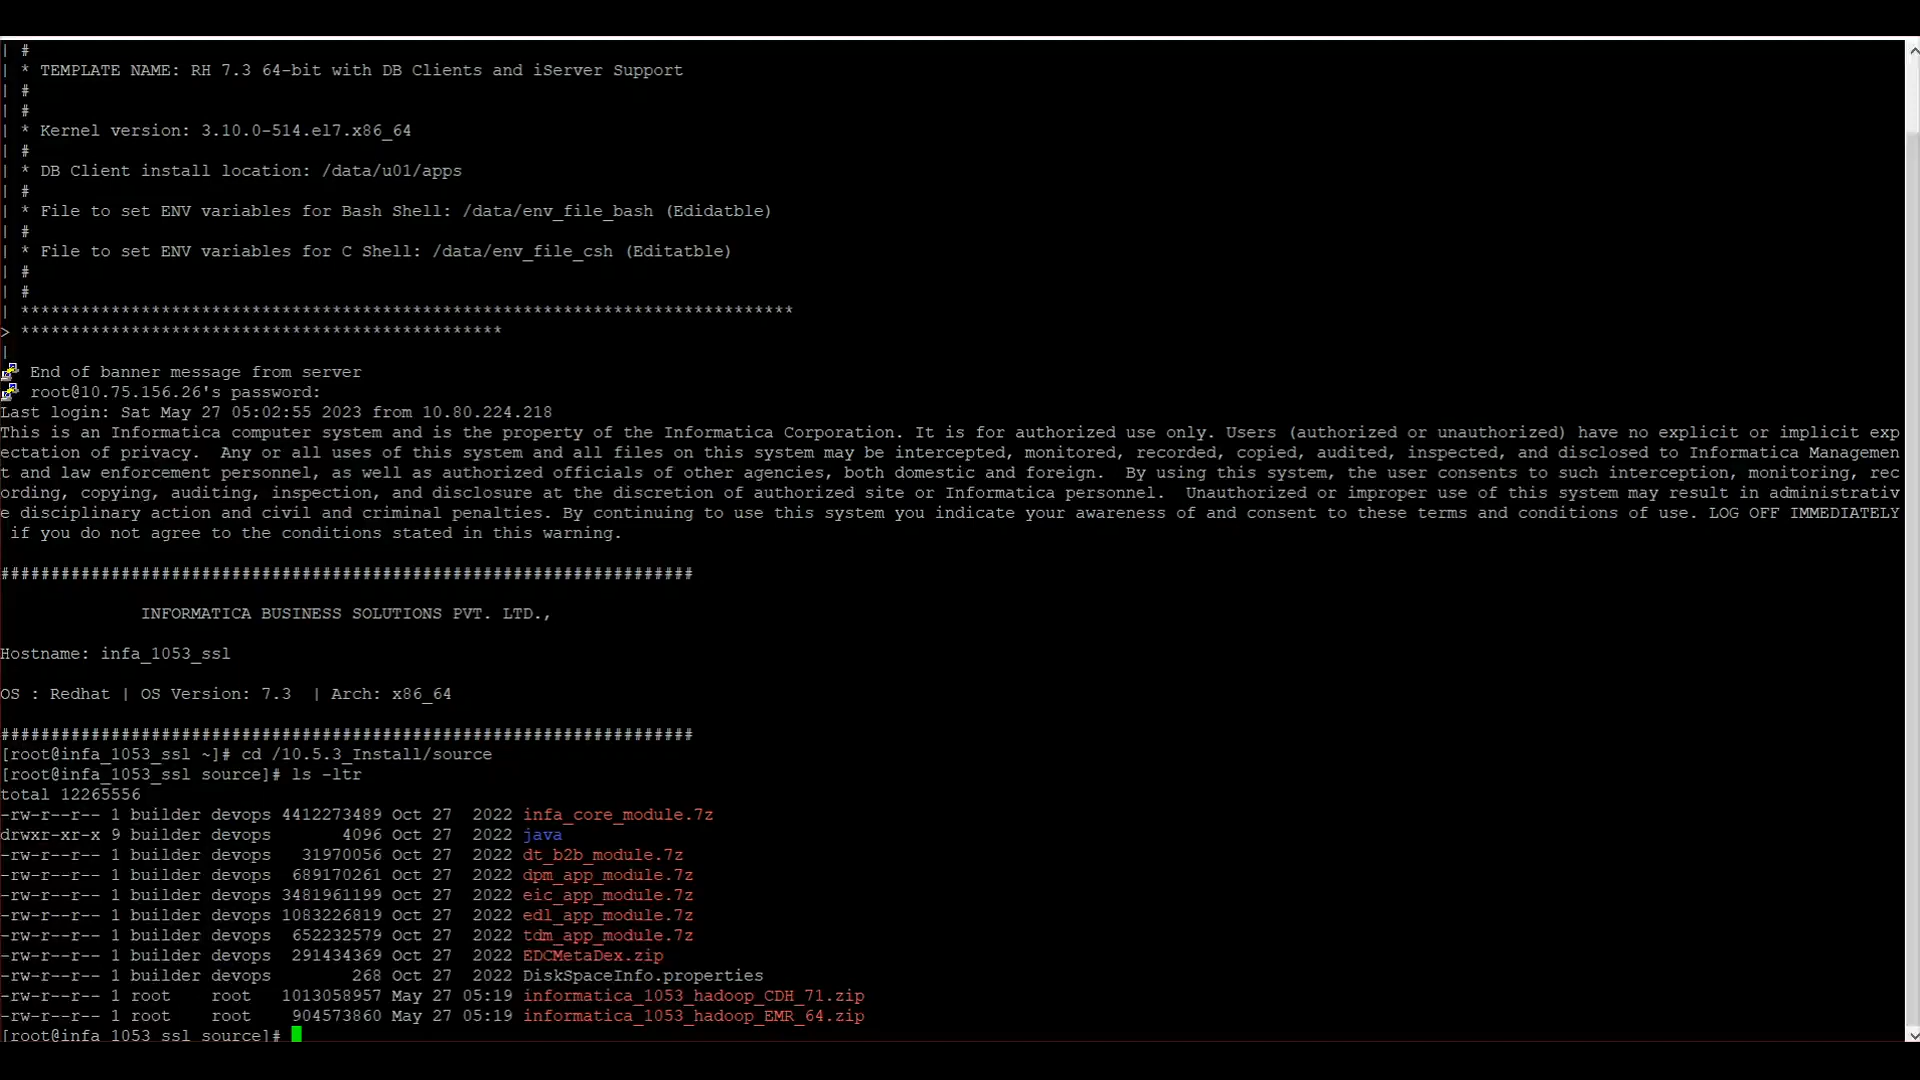 | #
| * TEMPLATE NAME: RH 7.3 64-bit with DB Clients and iServer Support
| #
| #
| * Kernel version: 3.10.0-514.el7.x86_64
| #
| * DB Client install location: /data/u01/apps
| #
| * File to set ENV variables for Bash Shell: /data/env_file_bash (Edidatble)
| #
| * File to set ENV variables for C Shell: /data/env_file_csh (Editatble)
| #
| #
| *****************************************************************************
> ************************************************
|
End of banner message from server
root@10.75.156.26's password:
Last login: Sat May 27 05:02:55 2023 from 10.80.224.218
This is an Informatica computer system and is the property of the Informatica Corporation. It is for authorized use only. Users (authorized or unauthorized) have no explicit or implicit exp
ectation of privacy.  Any or all uses of this system and all files on this system may be intercepted, monitored, recorded, copied, audited, inspected, and disclosed to Informatica Managemen
t and law enforcement personnel, as well as authorized officials of other agencies, both domestic and foreign.  By using this system, the user consents to such interception, monitoring, rec
ording, copying, auditing, inspection, and disclosure at the discretion of authorized site or Informatica personnel.  Unauthorized or improper use of this system may result in administrativ
e disciplinary action and civil and criminal penalties. By continuing to use this system you indicate your awareness of and consent to these terms and conditions of use. LOG OFF IMMEDIATELY
 if you do not agree to the conditions stated in this warning.
#####################################################################
INFORMATICA BUSINESS SOLUTIONS PVT. LTD.,
Hostname: infa_1053_ssl
OS : Redhat | OS Version: 7.3  | Arch: x86_64
#####################################################################
[root@infa_1053_ssl ~]# cd /10.5.3_Install/source
[root@infa_1053_ssl source]# ls -ltr
total 12265556
-rw-r--r-- 1 builder devops 4412273489 Oct 27  2022 infa_core_module.7z
drwxr-xr-x 9 builder devops       4096 Oct 27  2022 java
-rw-r--r-- 1 builder devops   31970056 Oct 27  2022 dt_b2b_module.7z
-rw-r--r-- 1 builder devops  689170261 Oct 27  2022 dpm_app_module.7z
-rw-r--r-- 1 builder devops 3481961199 Oct 27  2022 eic_app_module.7z
-rw-r--r-- 1 builder devops 1083226819 Oct 27  2022 edl_app_module.7z
-rw-r--r-- 1 builder devops  652232579 Oct 27  2022 tdm_app_module.7z
-rw-r--r-- 1 builder devops  291434369 Oct 27  2022 EDCMetaDex.zip
-rw-r--r-- 1 builder devops        268 Oct 27  2022 DiskSpaceInfo.properties
-rw-r--r-- 1 root    root   1013058957 May 27 05:19 informatica_1053_hadoop_CDH_71.zip
-rw-r--r-- 1 root    root    904573860 May 27 05:19 informatica_1053_hadoop_EMR_64.zip
[root@infa_1053_ssl source]#